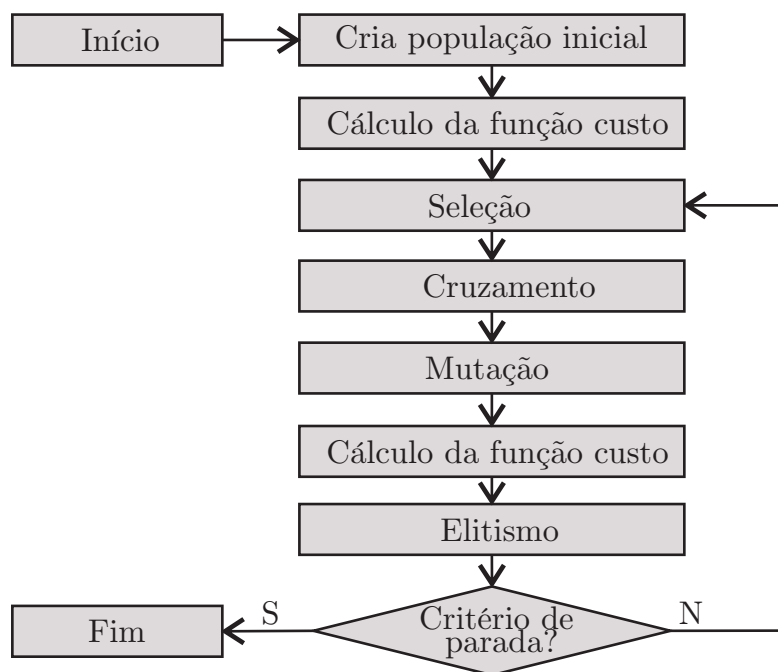 Início
Cria população inicial
Cálculo da função custo
Seleção
Cruzamento
Mutação
Cálculo da função custo
Elitismo
Critério de
parada?
S
N
Fim